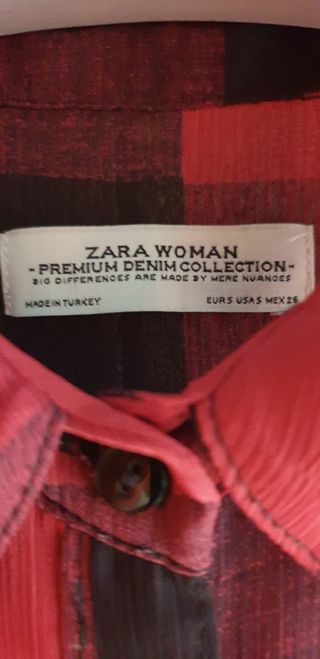 ZARA WOMAN
-PREMIUM DENIM COLLECTION-
BIG DIFFERENCES ARE MADE BY MERE NUANCES
MADE IN TURKEY EUR S USA S MEX 26